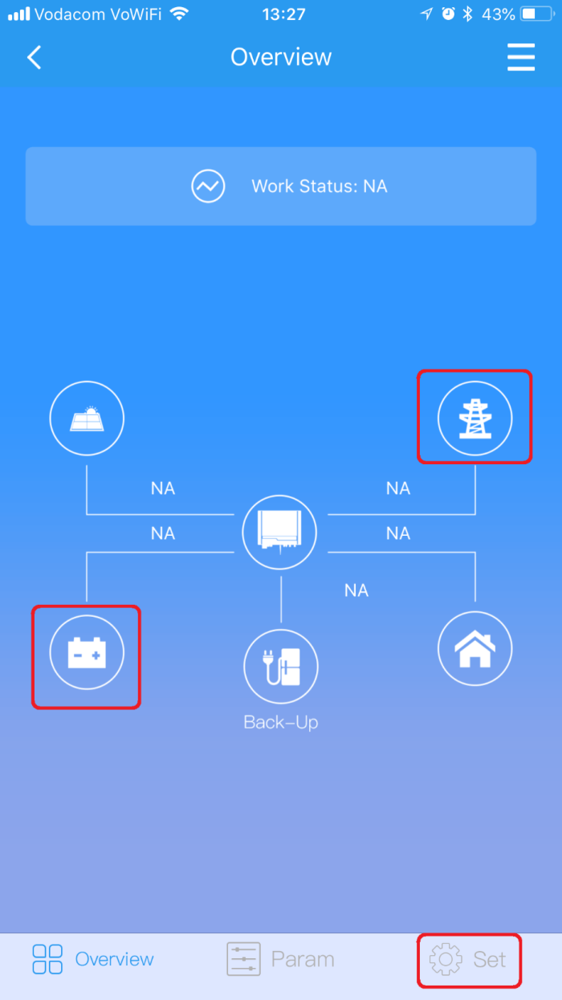 Vodacom VoWiFi 13:27 43%
Overview
Work Status: NA
NA NA
NA NA
NA
Back-Up
Overview Param Set